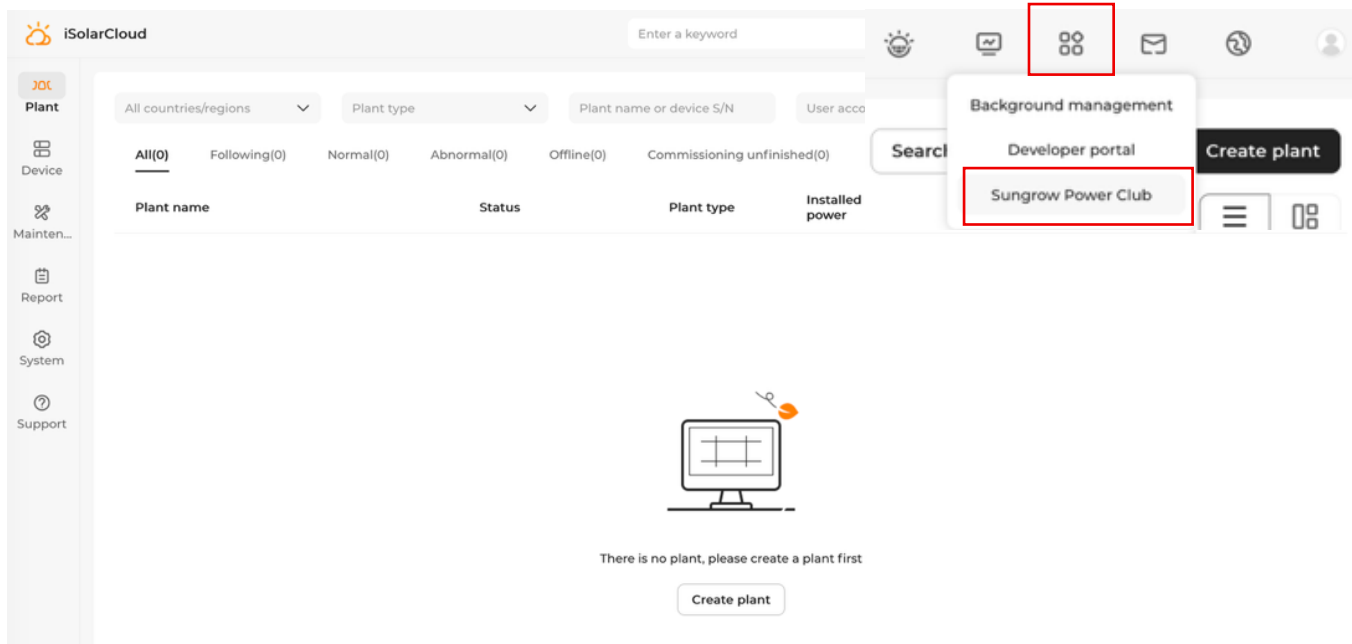 iSolarCloud
Enter a keyword
Plant
Device
Mainten...
Report
System
Support
All countries/regions
Plant type
Plant name or device S/N
User acco
Search
Create plant
Background management
Developer portal
Sungrow Power Club
All(0)
Following(0)
Normal(0)
Abnormal(0)
Offline(0)
Commissioning unfinished(0)
Plant name
Status
Plant type
Installed
power
There is no plant, please create a plant first
Create plant